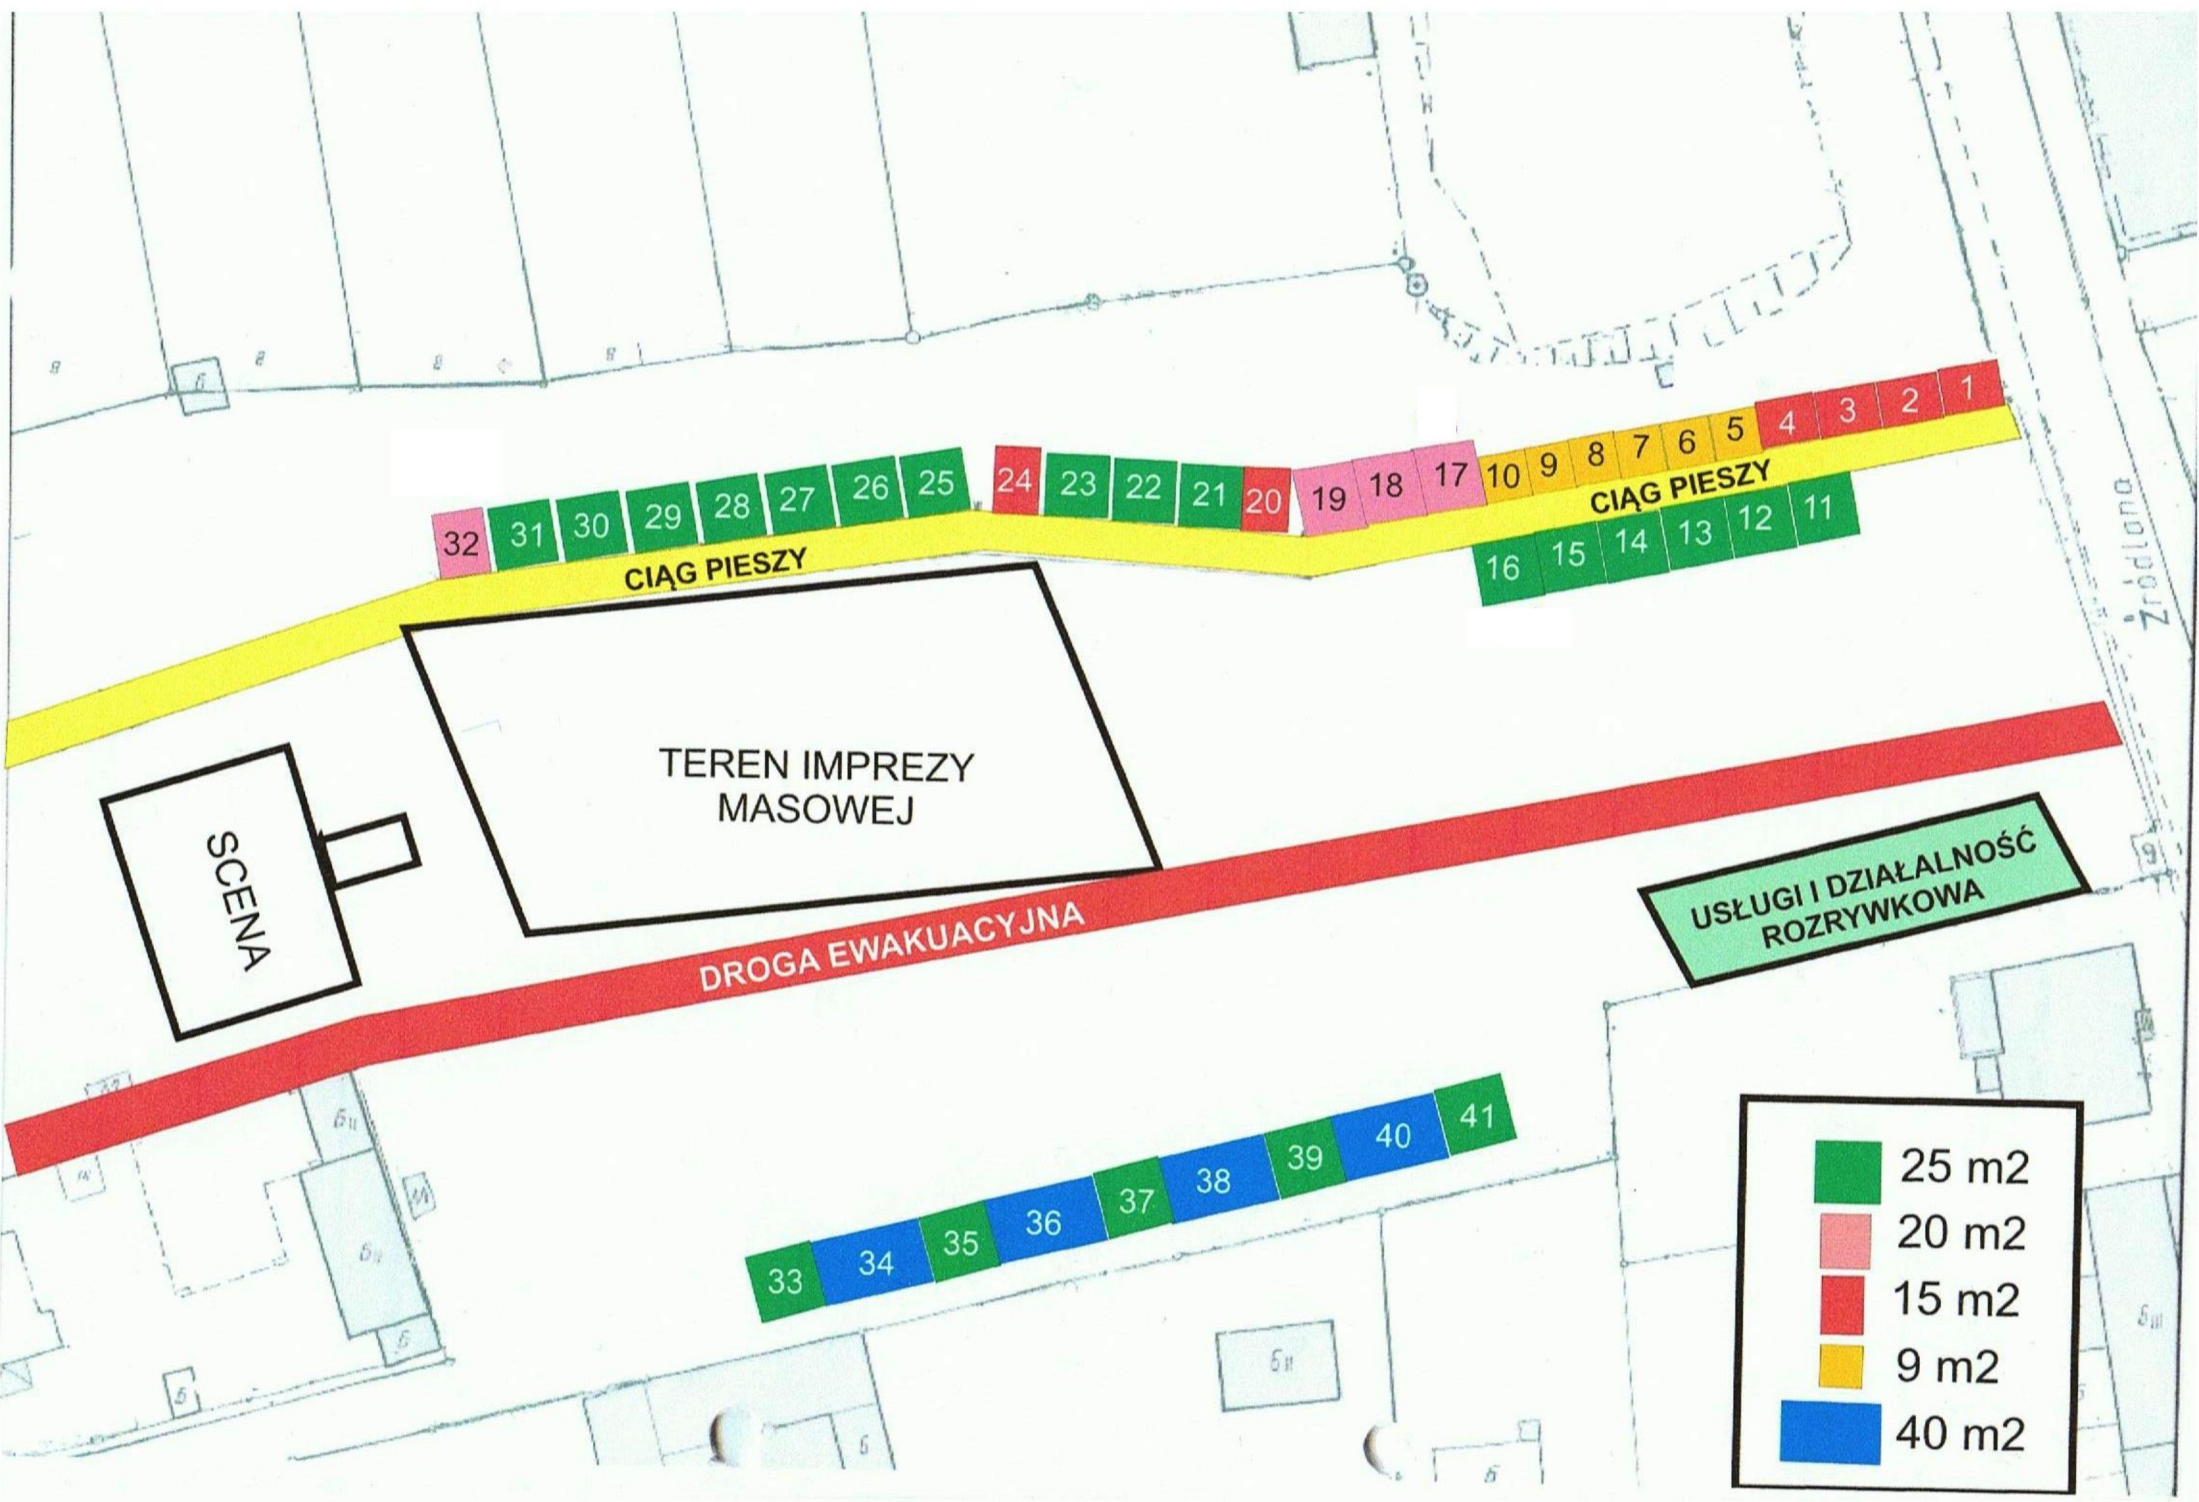 32 31 30 29 28 27 26 25 24 23 22 21 20 19 18 17 10 9 8 7 6 5 4 3 2 1
CIĄG PIESZY
CIĄG PIESZY
16 15 14 13 12 11
Źródlana
TEREN IMPREZY
MASOWEJ
SCENA
DROGA EWAKUACYJNA
USŁUGI I DZIAŁALNOŚĆ
ROZRYWKOWA
33 34 35 36 37 38 39 40 41
25 m2
20 m2
15 m2
9 m2
40 m2